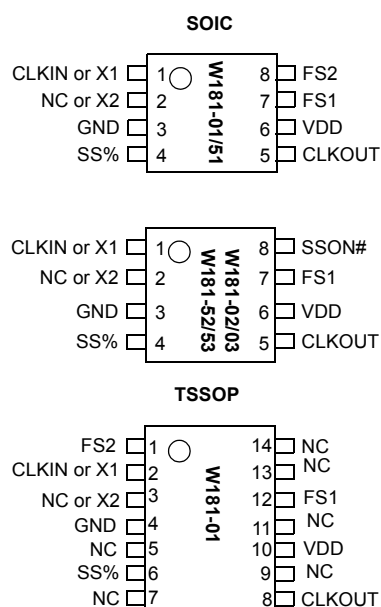 SOIC
CLKIN or X1 1 8 FS2
NC or X2 2 7 FS1
GND 3 6 VDD
SS% 4 5 CLKOUT
W181-01/51
CLKIN or X1 1 8 SSON#
NC or X2 2 7 FS1
GND 3 6 VDD
SS% 4 5 CLKOUT
W181-02/03
W181-52/53
TSSOP
FS2 1 14 NC
CLKIN or X1 2 13 NC
NC or X2 3 12 FS1
GND 4 11 NC
NC 5 10 VDD
SS% 6 9 NC
NC 7 8 CLKOUT
W181-01